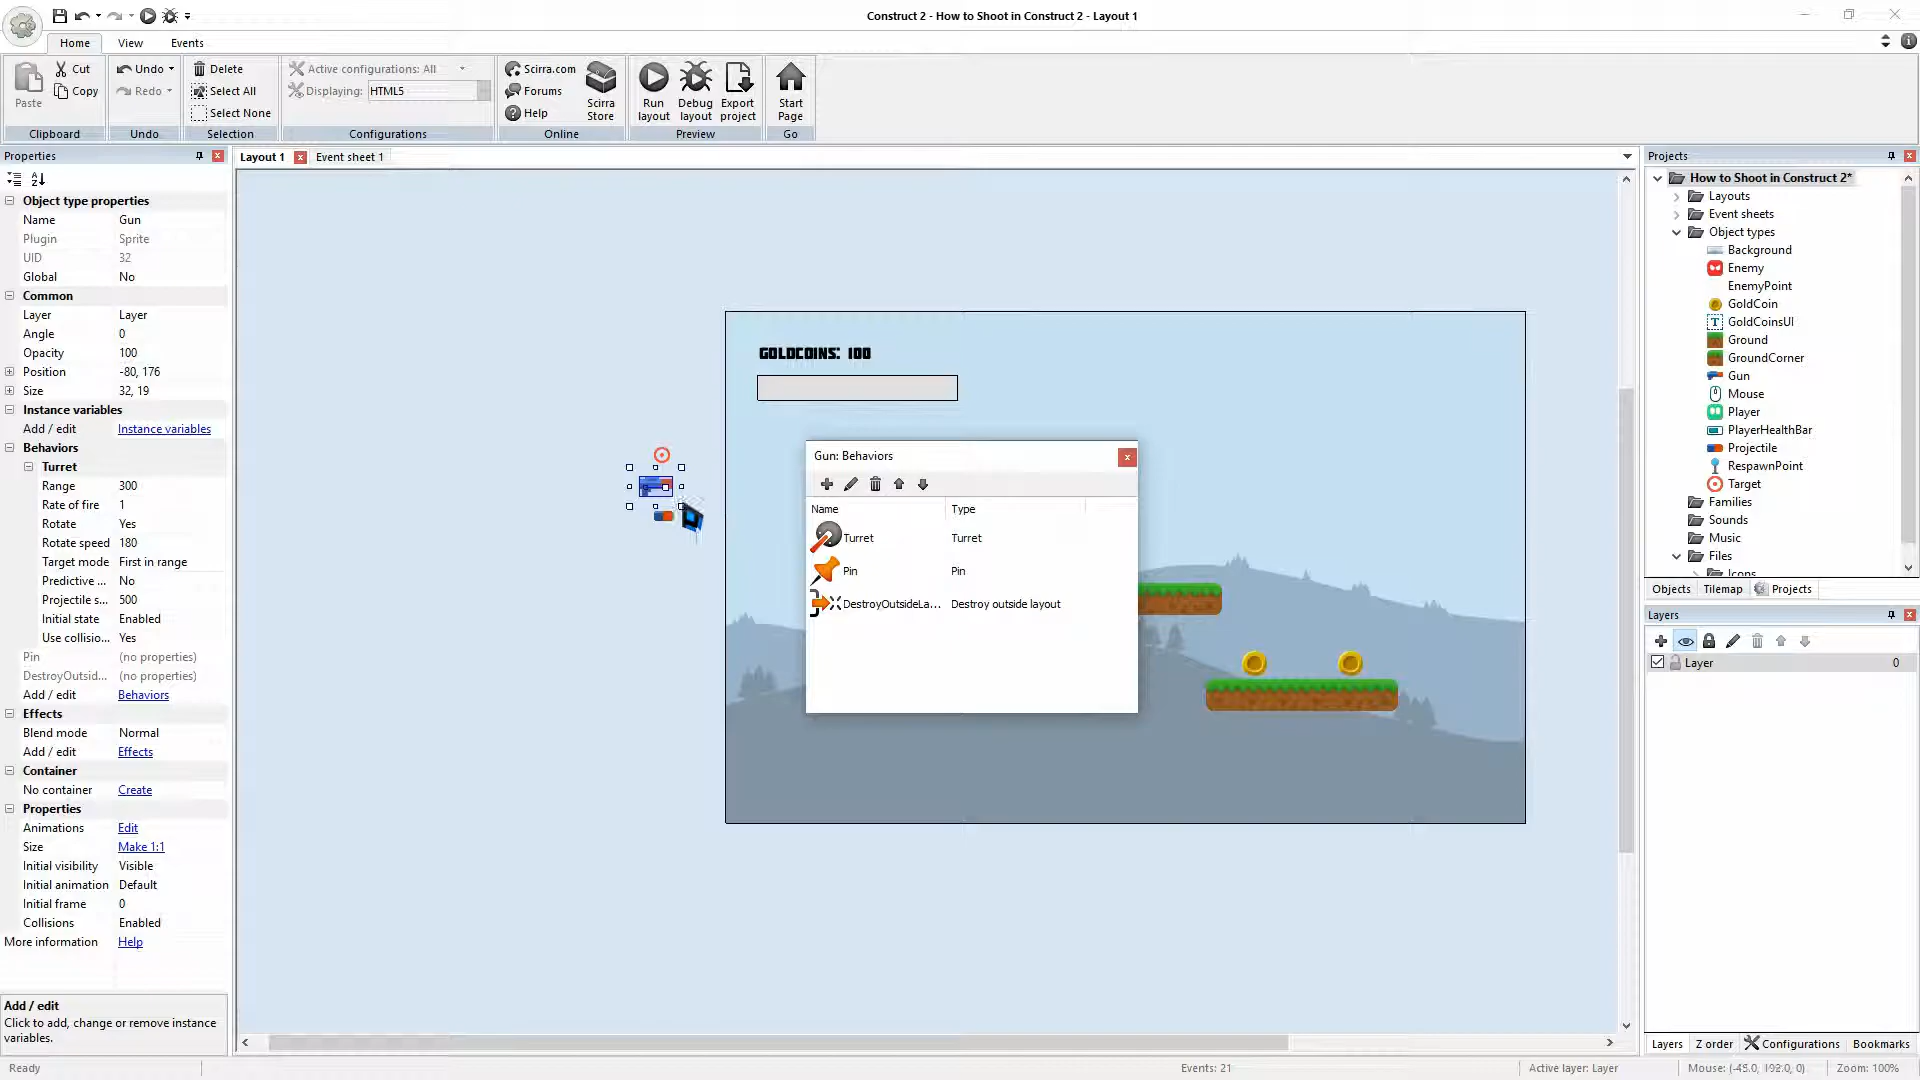 Construct 2 - How to Shoot in Construct 2 - Layout 1
Home View Events
Paste
Cut
Copy
Clipboard
Undo
Redo
Undo
Delete
Select All
Select None
Selection
Active configurations: All
Displaying: HTML5
Configurations
Scirra.com
Forums
Help
Scirra Store
Online
Run layout
Debug layout
Export project
Preview
Start Page
Go
Properties
Layout 1
Event sheet 1
Object type properties
Name Gun
Plugin Sprite
UID 32
Global No
Common
Layer Layer
Angle 0
Opacity 100
Position -80, 176
Size 32, 19
Instance variables
Add / edit Instance variables
Behaviors
Turret
Range 300
Rate of fire 1
Rotate Yes
Rotate speed 180
Target mode First in range
Predictive ... No
Projectile s... 500
Initial state Enabled
Use collisio... Yes
Pin (no properties)
DestroyOutsid... (no properties)
Add / edit Behaviors
Effects
Blend mode Normal
Add / edit Effects
Container
No container Create
Properties
Animations Edit
Size Make 1:1
Initial visibility Visible
Initial animation Default
Initial frame 0
Collisions Enabled
More information Help
Add / edit
Click to add, change or remove instance
variables.
GOLDCOINS: 100
Gun: Behaviors
Name Type
Turret Turret
Pin Pin
DestroyOutsideLa... Destroy outside layout
Projects
How to Shoot in Construct 2*
Layouts
Event sheets
Object types
Background
Enemy
EnemyPoint
GoldCoin
GoldCoinsUI
Ground
GroundCorner
Gun
Mouse
Player
PlayerHealthBar
Projectile
RespawnPoint
Target
Families
Sounds
Music
Files
Icons
Objects Tilemap Projects
Layers
Layer 0
Layers Z order Configurations Bookmarks
Ready
Events: 21
Active layer: Layer
Mouse: (-45.0, 192.0, 0)
Zoom: 100%